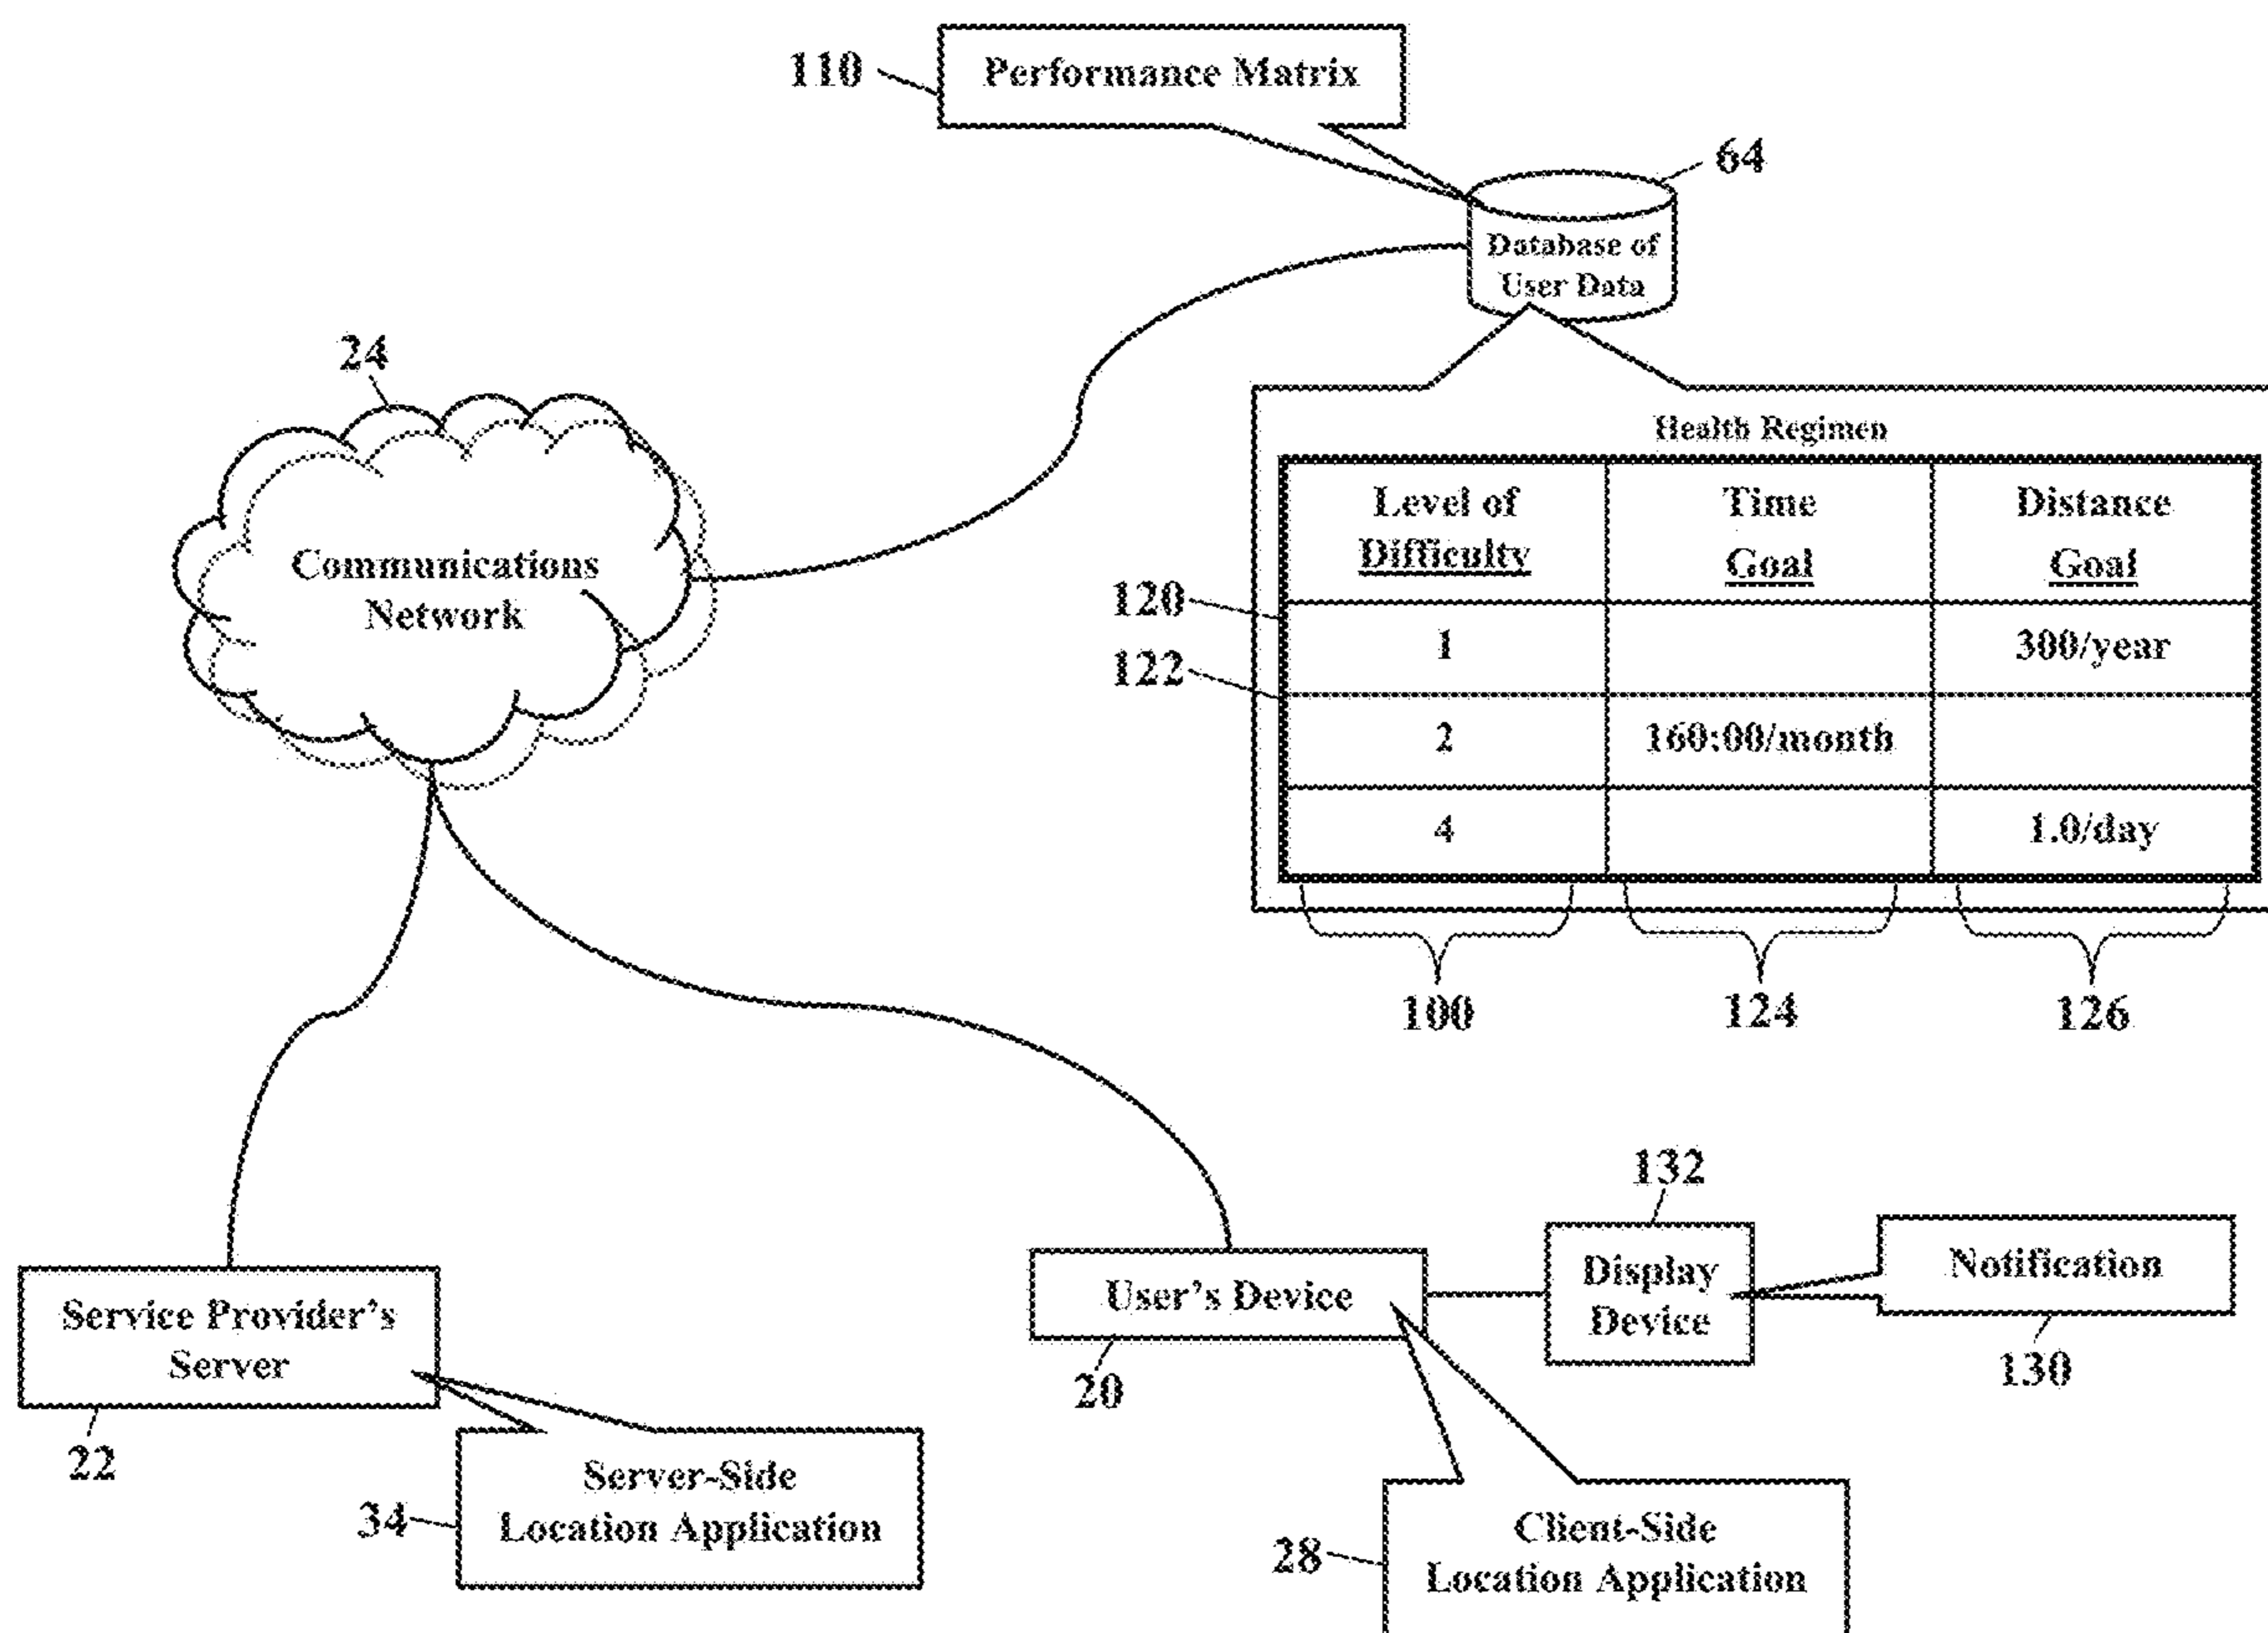 110
Performance Matrix
64
Database of
User Data
24
Communications
Network
Health Regimen
Level of
Difficulty
Time
Goal
Distance
Goal
120
1
300/year
122
2
160:00/month
4
1.0/day
100
124
126
132
Display
Device
Notification
130
User's Device
20
Service Provider's
Server
22
Server-Side
Location Application
34
Client-Side
Location Application
28